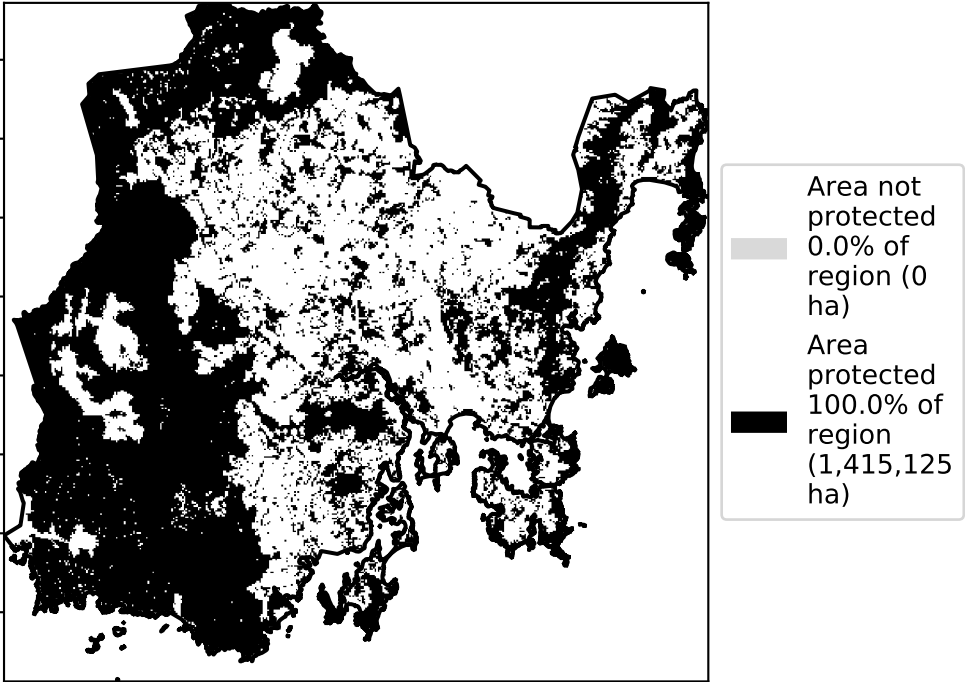 Area not
protected
0.0% of
region (0
ha)
Area
protected
100.0% of
region
(1,415,125
ha)